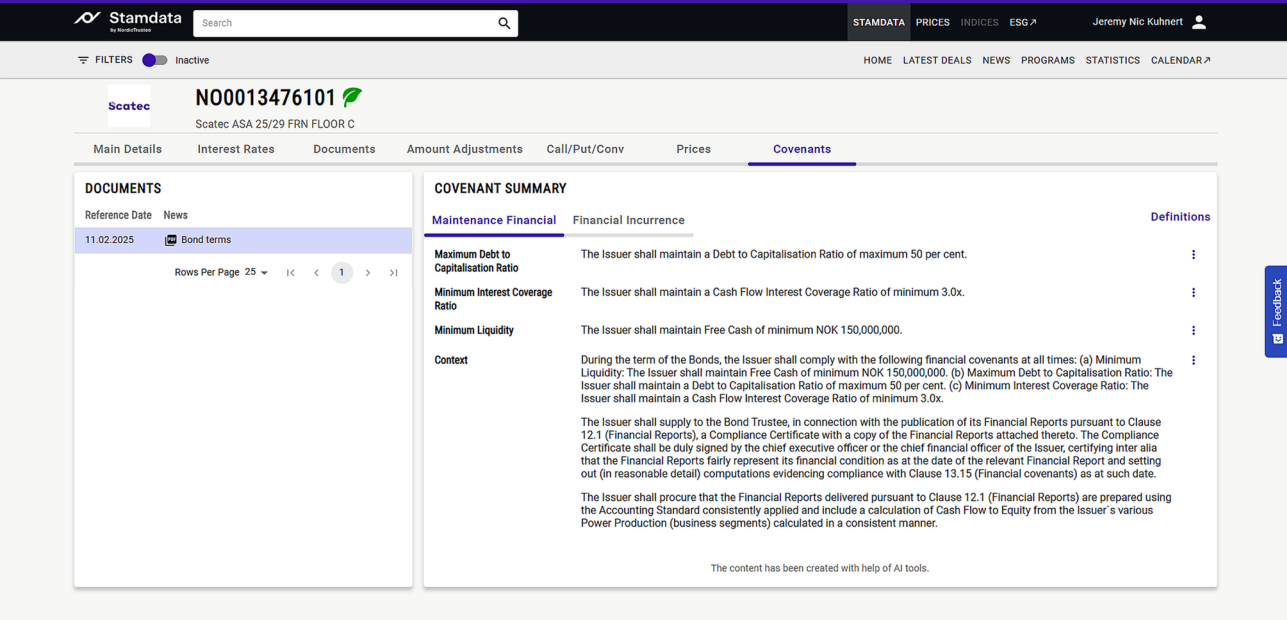 Stamdata
by NordicTrustee
Search
STAMDATA PRICES INDICES ESG↗
Jeremy Nic Kuhnert
FILTERS Inactive
HOME LATEST DEALS NEWS PROGRAMS STATISTICS CALENDAR↗
Scatec
NO0013476101
Scatec ASA 25/29 FRN FLOOR C
Main Details Interest Rates Documents Amount Adjustments Call/Put/Conv Prices Covenants
DOCUMENTS
Reference Date News
11.02.2025 PDF Bond terms
Rows Per Page 25 1
COVENANT SUMMARY
Maintenance Financial Financial Incurrence
Definitions
Maximum Debt to
Capitalisation Ratio
The Issuer shall maintain a Debt to Capitalisation Ratio of maximum 50 per cent.
Minimum Interest Coverage
Ratio
The Issuer shall maintain a Cash Flow Interest Coverage Ratio of minimum 3.0x.
Minimum Liquidity
The Issuer shall maintain Free Cash of minimum NOK 150,000,000.
Context
During the term of the Bonds, the Issuer shall comply with the following financial covenants at all times: (a) Minimum
Liquidity: The Issuer shall maintain Free Cash of minimum NOK 150,000,000. (b) Maximum Debt to Capitalisation Ratio: The
Issuer shall maintain a Debt to Capitalisation Ratio of maximum 50 per cent. (c) Minimum Interest Coverage Ratio: The
Issuer shall maintain a Cash Flow Interest Coverage Ratio of minimum 3.0x.
The Issuer shall supply to the Bond Trustee, in connection with the publication of its Financial Reports pursuant to Clause
12.1 (Financial Reports), a Compliance Certificate with a copy of the Financial Reports attached thereto. The Compliance
Certificate shall be duly signed by the chief executive officer or the chief financial officer of the Issuer, certifying inter alia
that the Financial Reports fairly represent its financial condition as at the date of the relevant Financial Report and setting
out (in reasonable detail) computations evidencing compliance with Clause 13.15 (Financial covenants) as at such date.
The Issuer shall procure that the Financial Reports delivered pursuant to Clause 12.1 (Financial Reports) are prepared using
the Accounting Standard consistently applied and include a calculation of Cash Flow to Equity from the Issuer`s various
Power Production (business segments) calculated in a consistent manner.
The content has been created with help of AI tools.
Feedback